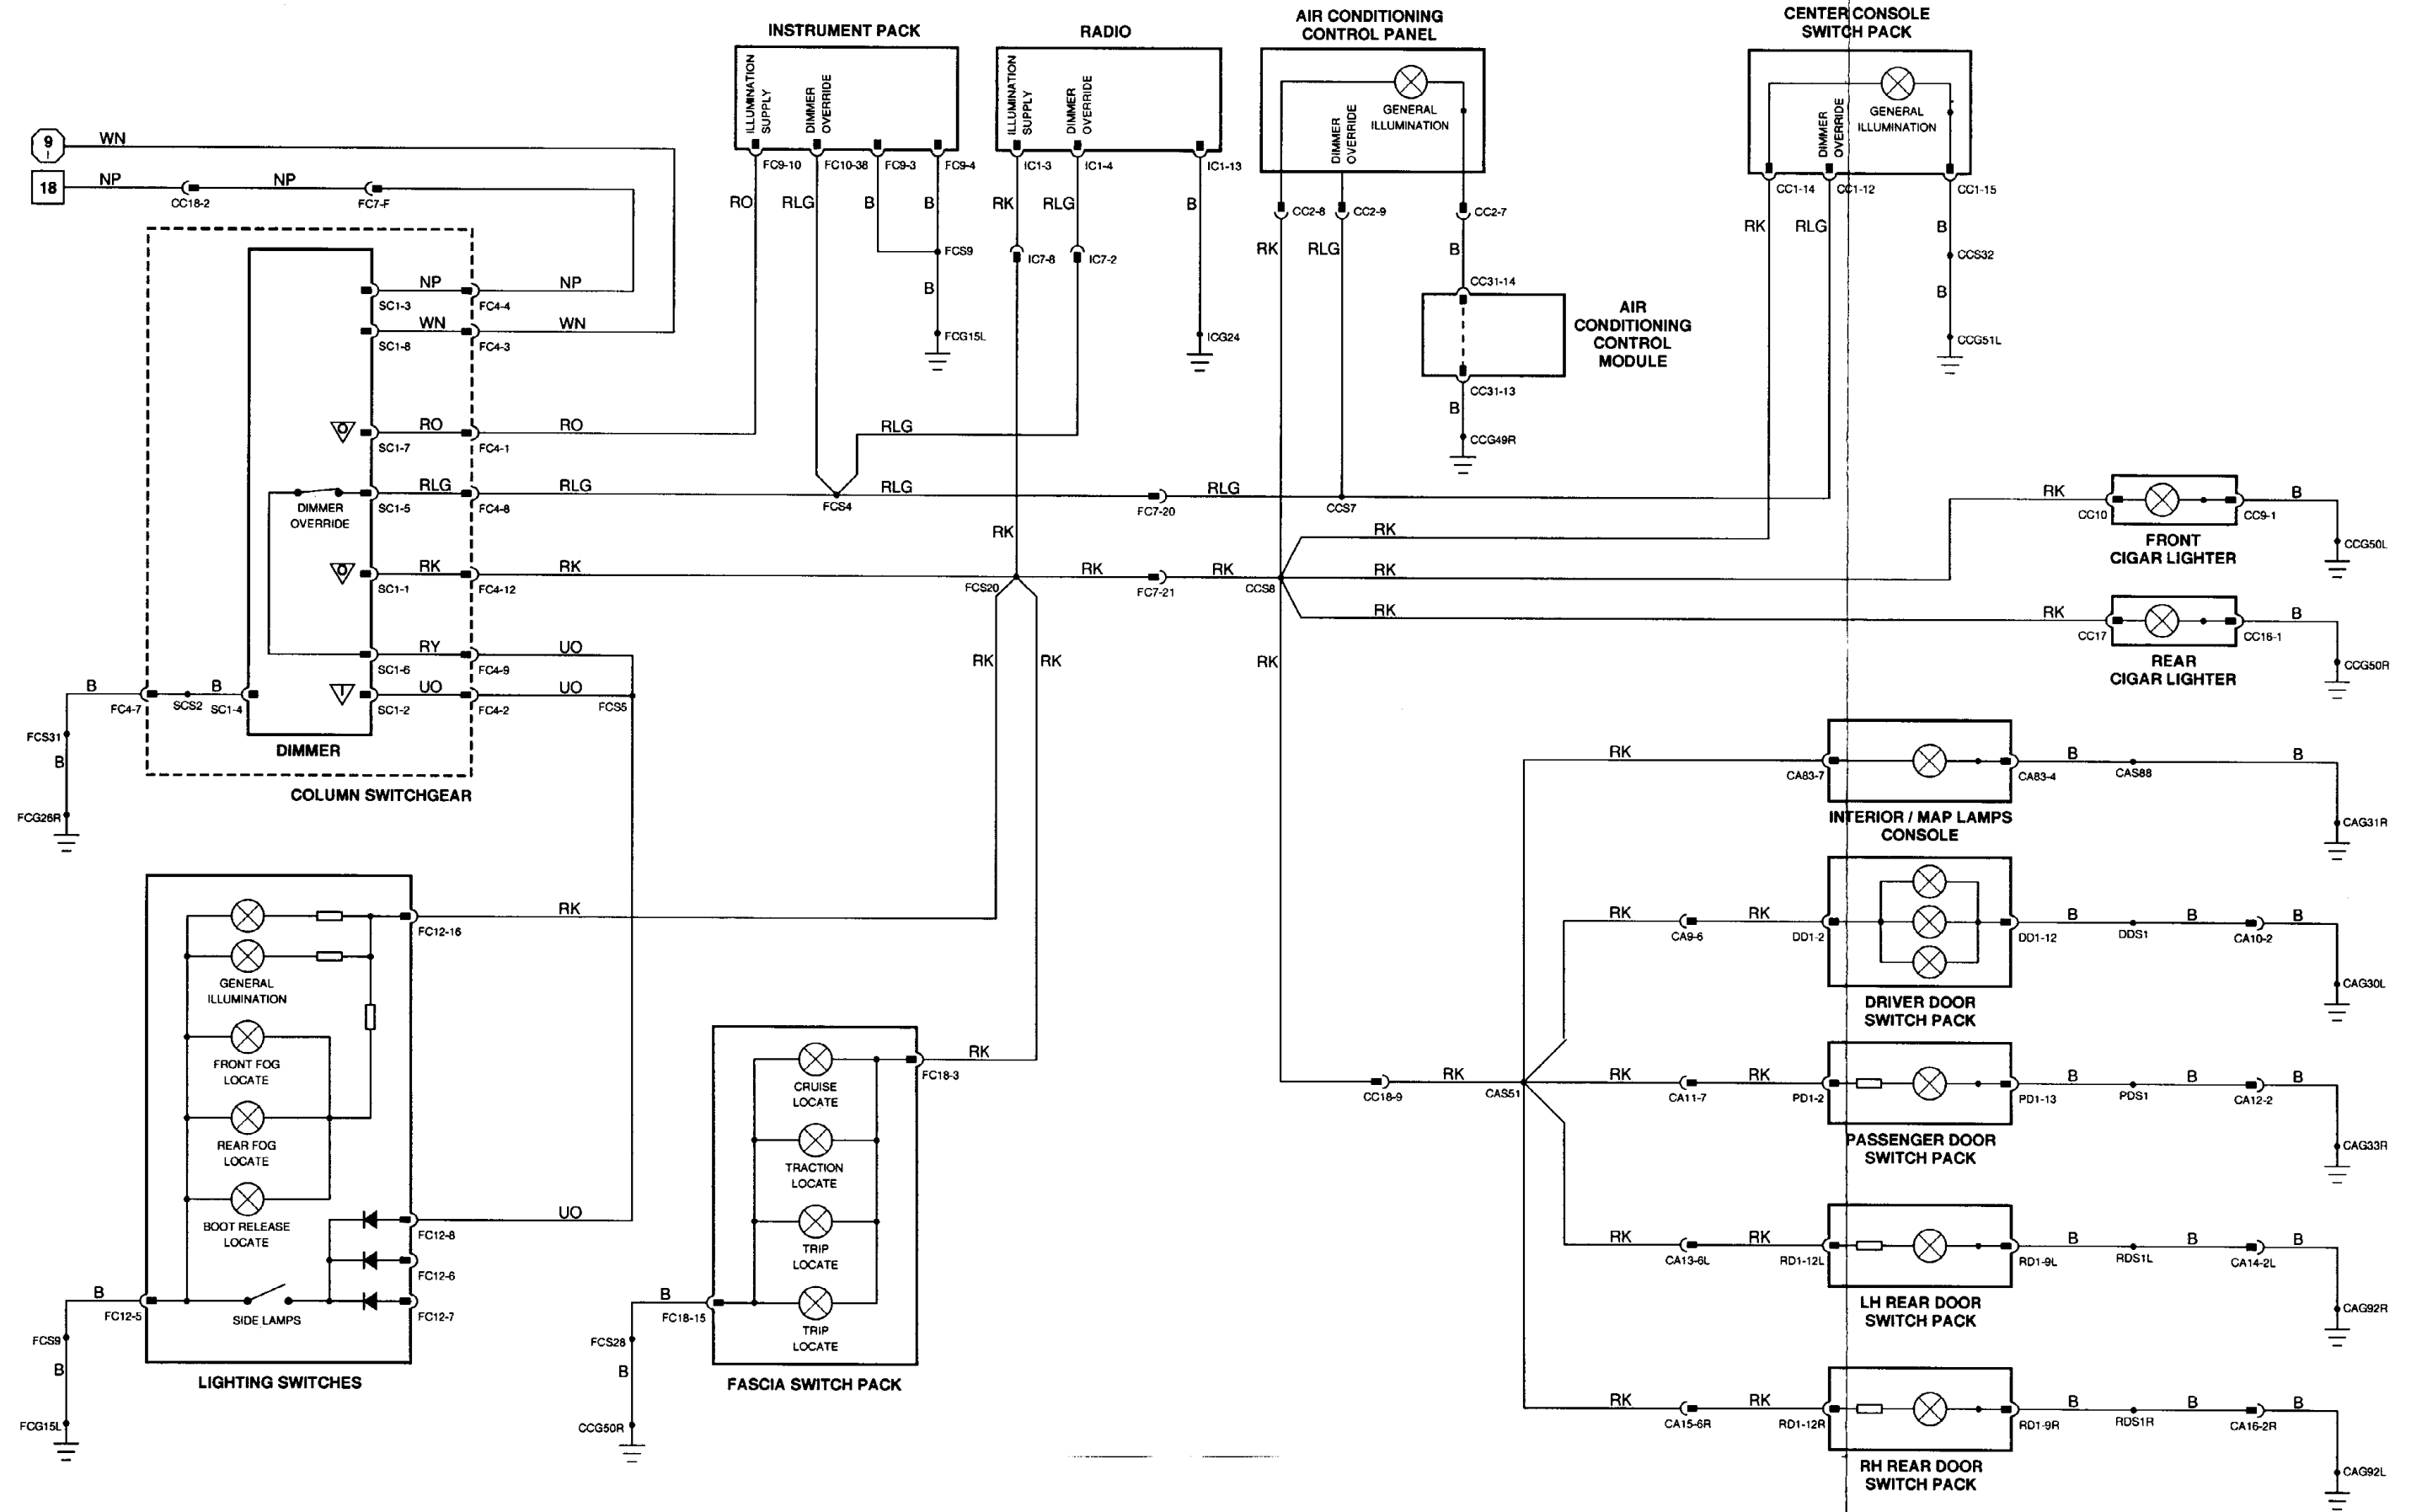 INSTRUMENT PACK
RADIO
AIR CONDITIONING
CONTROL PANEL
CENTER CONSOLE
SWITCH PACK
ILLUMINATION
SUPPLY
DIMMER
OVERRIDE
ILLUMINATION
SUPPLY
DIMMER
OVERRIDE
GENERAL
ILLUMINATION
DIMMER
OVERRIDE
GENERAL
ILLUMINATION
DIMMER
OVERRIDE
FC9-10
FC10-38
FC9-3
FC9-4
IC1-3
IC1-4
IC1-13
CC1-14
CC1-12
CC1-15
RO
RLG
B
B
RK
RLG
B
CC2-8
CC2-9
CC2-7
RK
RLG
B
RK
RLG
B
FCS9
IC7-8
IC7-2
CCS32
B
B
FCG15L
ICG24
CCG51L
CC31-14
AIR
CONDITIONING
CONTROL
MODULE
CC31-13
B
CCG49R
9
I
WN
18
NP
CC18-2
NP
FC7-F
NP
NP
SC1-3
FC4-4
WN
WN
SC1-8
FC4-3
O
RO
RO
SC1-7
FC4-1
RLG
RLG
RLG
RLG
RLG
DIMMER
OVERRIDE
SC1-5
FC4-8
FCS4
FC7-20
CCS7
RK
O
RK
RK
SC1-1
FC4-12
FCS20
RK
FC7-21
RK
CCS8
RK
RK
RK
RK
CC10
CC9-1
B
FRONT
CIGAR LIGHTER
CCG50L
RK
CC17
CC16-1
B
REAR
CIGAR LIGHTER
CCG50R
RY
UO
SC1-6
FC4-9
I
UO
UO
SC1-2
FC4-2
FCS5
RK
RK
RK
B
B
FC4-7
SCS2
SC1-4
FCS31
B
FCG26R
DIMMER
COLUMN SWITCHGEAR
RK
CA83-7
CA83-4
B
CAS88
B
CAG31R
INTERIOR / MAP LAMPS
CONSOLE
RK
FC12-16
GENERAL
ILLUMINATION
FRONT FOG
LOCATE
REAR FOG
LOCATE
BOOT RELEASE
LOCATE
SIDE LAMPS
UO
FC12-8
FC12-6
FC12-7
B
FC12-5
FCS9
B
FCG15L
LIGHTING SWITCHES
RK
FC18-3
CRUISE
LOCATE
TRACTION
LOCATE
TRIP
LOCATE
TRIP
LOCATE
B
FC18-15
FCS28
B
CCG50R
FASCIA SWITCH PACK
RK
CA9-6
RK
DD1-2
DD1-12
B
DDS1
B
CA10-2
B
CAG30L
DRIVER DOOR
SWITCH PACK
CC18-9
RK
CAS51
RK
CA11-7
RK
PD1-2
PD1-13
B
PDS1
B
CA12-2
B
CAG33R
PASSENGER DOOR
SWITCH PACK
RK
CA13-6L
RK
RD1-12L
RD1-9L
B
RDS1L
B
CA14-2L
B
CAG92R
LH REAR DOOR
SWITCH PACK
RK
CA15-6R
RK
RD1-12R
RD1-9R
B
RDS1R
B
CA16-2R
B
CAG92L
RH REAR DOOR
SWITCH PACK